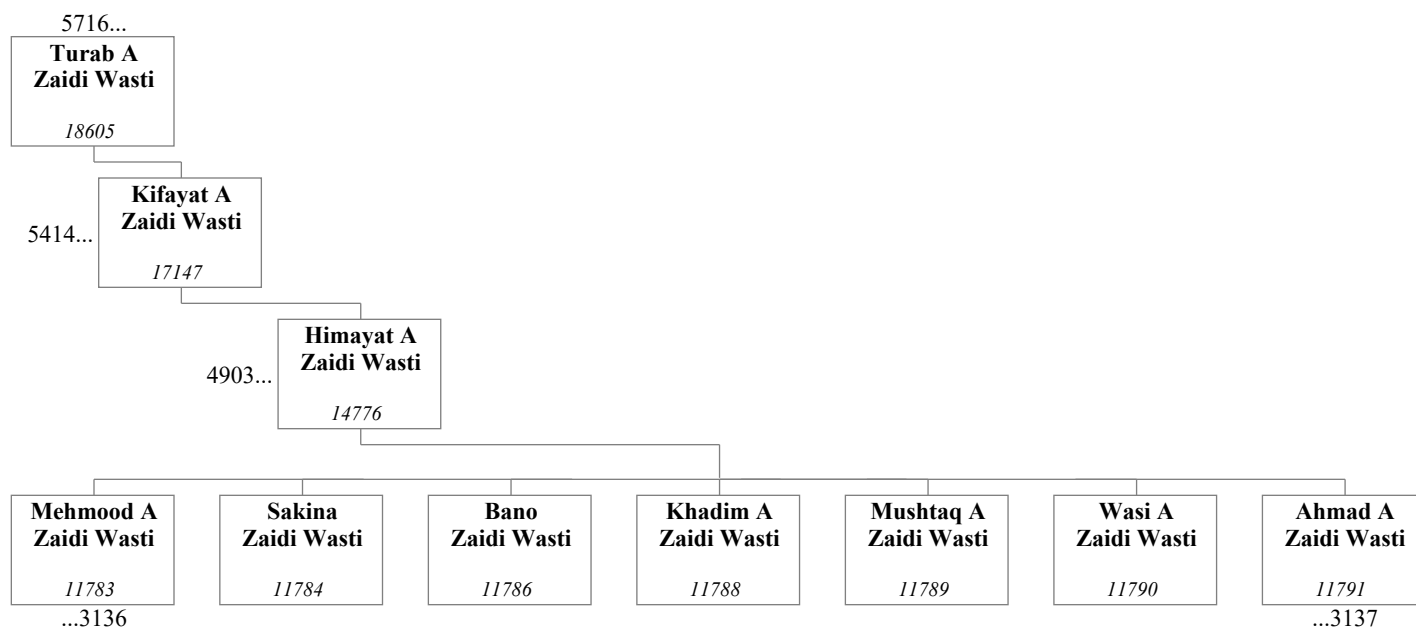 5716...
Turab A
Zaidi Wasti
18605
Kifayat A
Zaidi Wasti
5414...
17147
Himayat A
Zaidi Wasti
4903...
14776
Mehmood A
Zaidi Wasti
11783
...3136
Sakina
Zaidi Wasti
11784
Bano
Zaidi Wasti
11786
Khadim A
Zaidi Wasti
11788
Mushtaq A
Zaidi Wasti
11789
Wasi A
Zaidi Wasti
11790
Ahmad A
Zaidi Wasti
11791
...3137